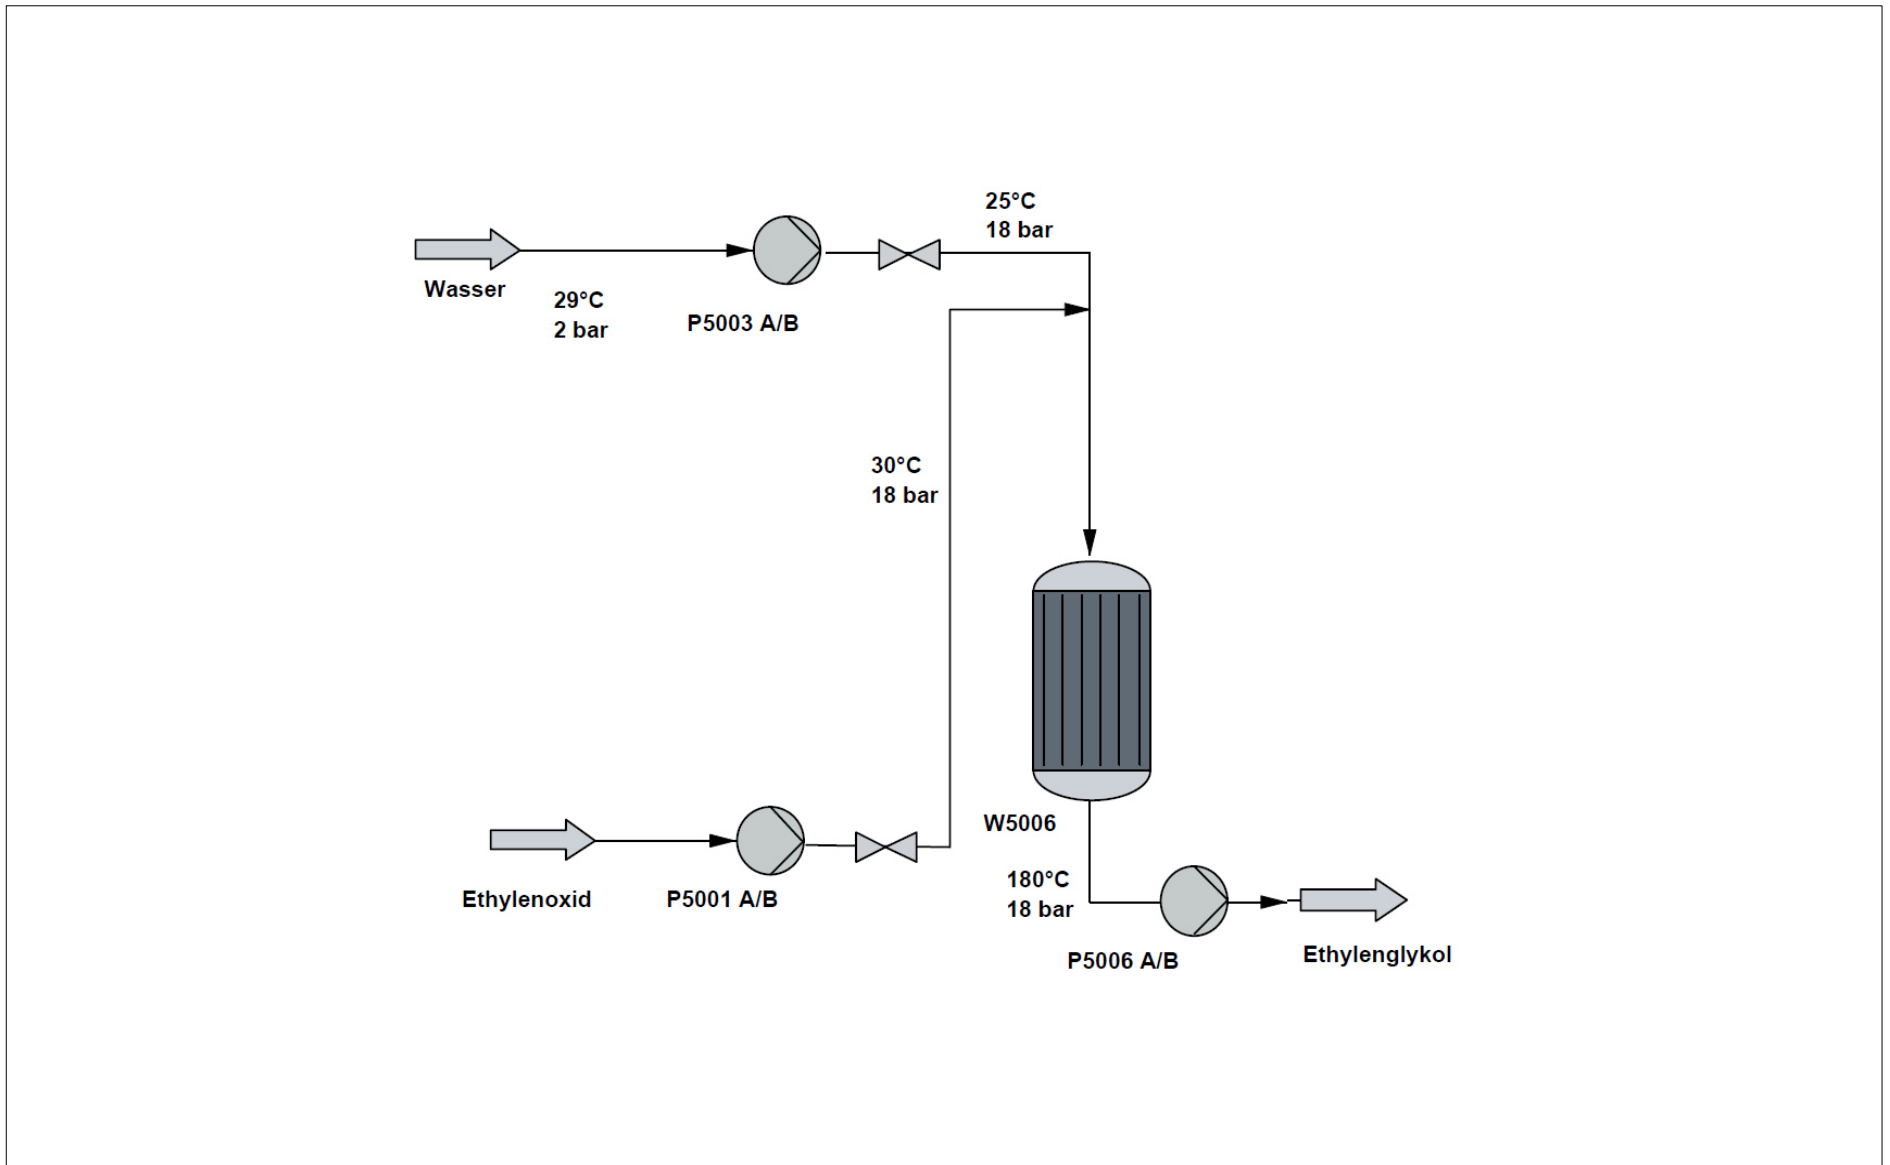 25°C
18 bar
Wasser
29°C
2 bar
P5003 A/B
30°C
18 bar
W5006
Ethylenoxid
P5001 A/B
180°C
18 bar
P5006 A/B
Ethylenglykol